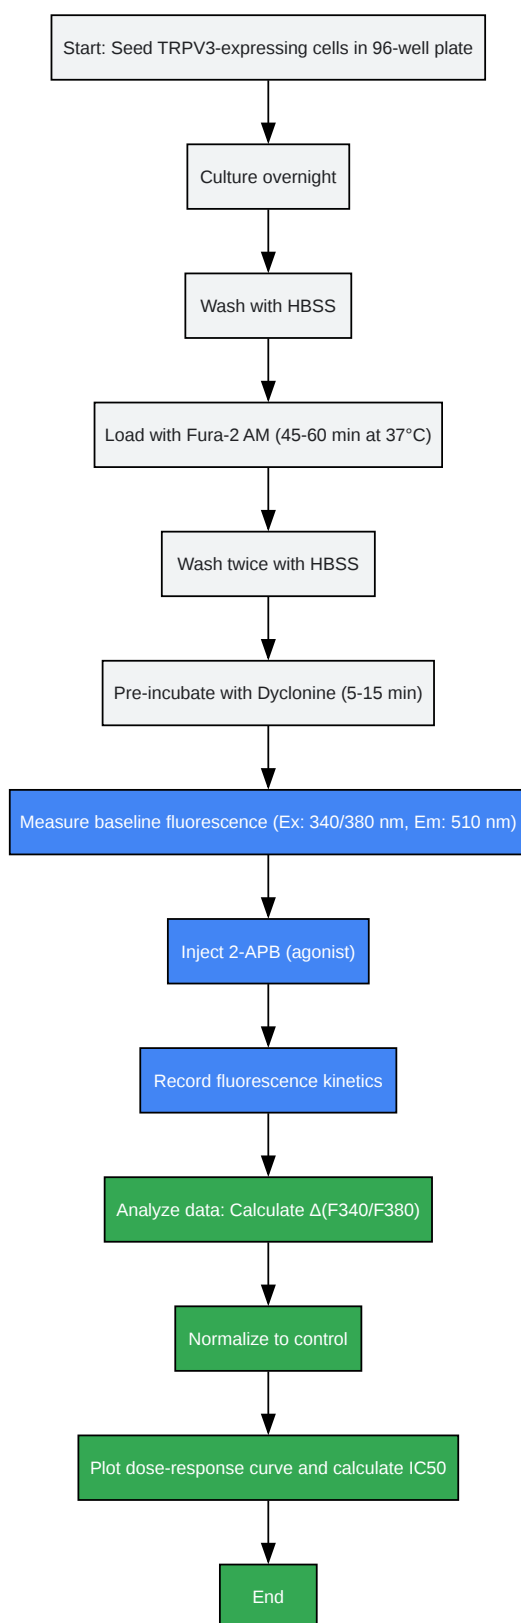 Start: Seed TRPV3-expressing cells in 96-well plate
Culture overnight
Wash with HBSS
Load with Fura-2 AM (45-60 min at 37°C)
Wash twice with HBSS
Pre-incubate with Dyclonine (5-15 min)
Measure baseline fluorescence (Ex: 340/380 nm, Em: 510 nm)
Inject 2-APB (agonist)
Record fluorescence kinetics
Analyze data: Calculate Δ(F340/F380)
Normalize to control
Plot dose-response curve and calculate IC50
End